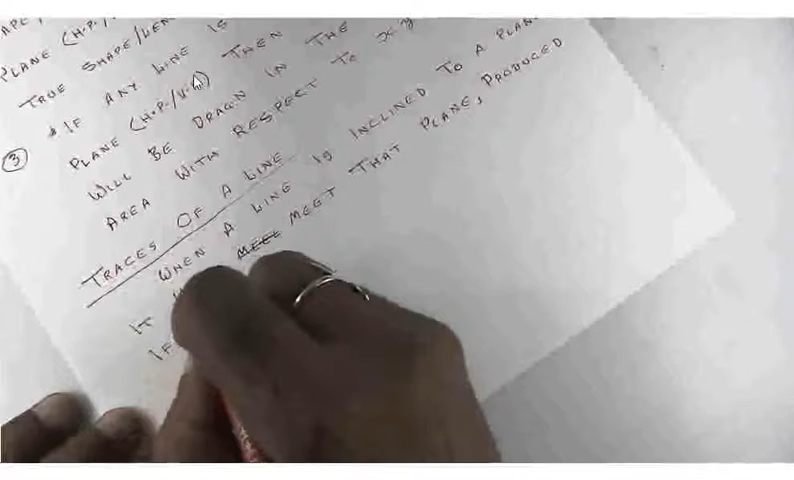 PLANE (H.P./
TRUE SHAPE/LEN
* IF ANY LINE IS
PLANE (H.P./V.P) THEN
WILL BE DRAWN IN THE
AREA WITH RESPECT TO XY
③ TRACES OF A LINE
WHEN A LINE IS INCLINED TO A PLAN
IT MEET THAT PLANE, PRODUCED
IF